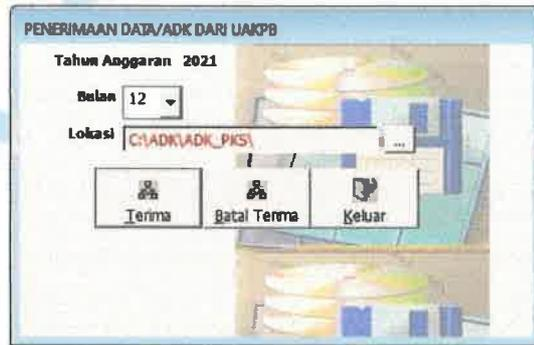 PENERIMAAN DATA/ADK DARI UAKPB
Tahun Anggaran 2021
Bulan 12
Lokasi C:\ADK\ADK_PKS\ ...
Terima Batal Terima Keluar